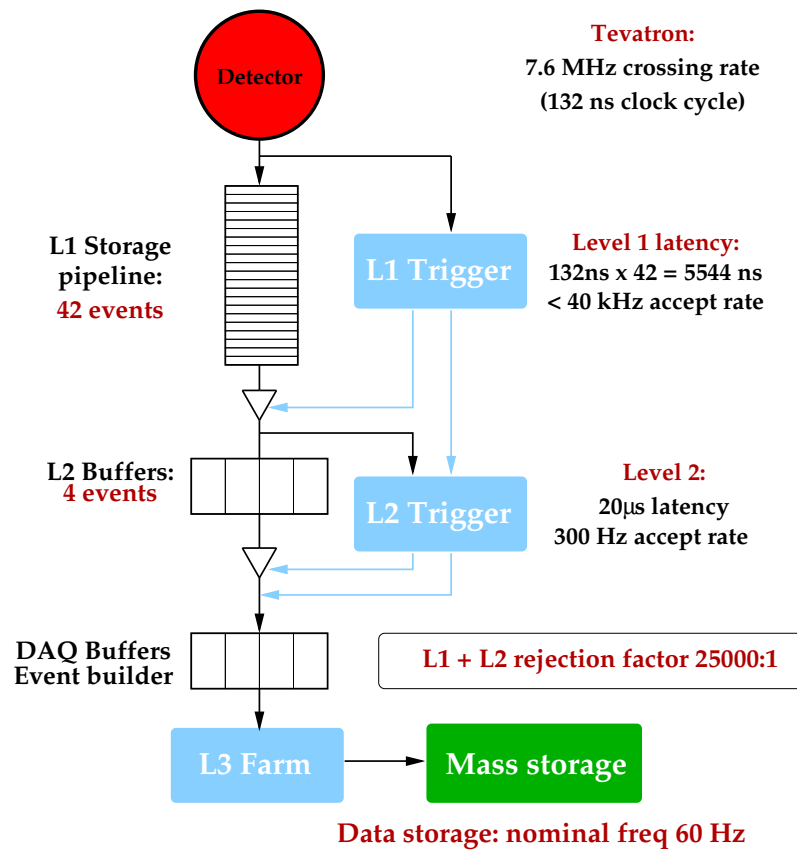 Detector
Tevatron:
7.6 MHz crossing rate
(132 ns clock cycle)
L1 Storage
pipeline:
42 events
L1 Trigger
Level 1 latency:
132ns x 42 = 5544 ns
< 40 kHz accept rate
L2 Buffers:
4 events
L2 Trigger
Level 2:
20μs latency
300 Hz accept rate
DAQ Buffers
Event builder
L1 + L2 rejection factor 25000:1
L3 Farm
Mass storage
Data storage: nominal freq 60 Hz